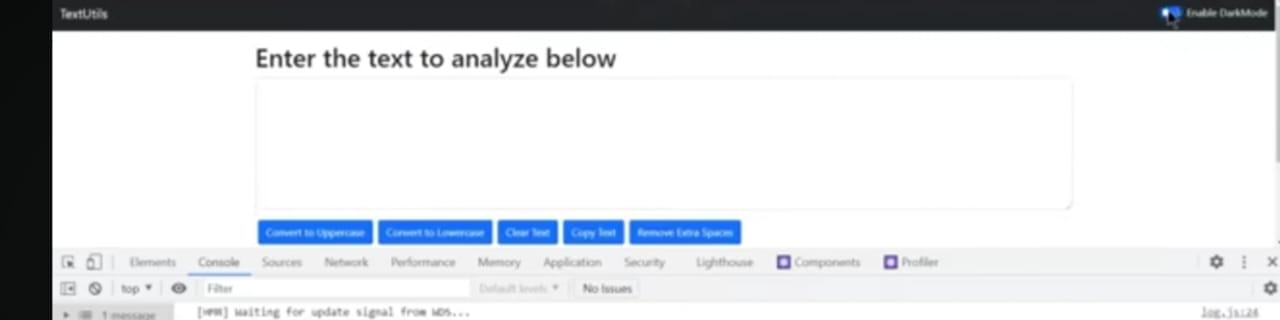 TextUtils Enable DarkMode
Enter the text to analyze below
Convert to Uppercase Convert to Lowercase Clear Text Copy Text Remove Extra Spaces
Elements Console Sources Network Performance Memory Application Security Lighthouse Components Profiler
top Filter Default levels No Issues
1 message [HMR] Waiting for update signal from WDS... log.js:24